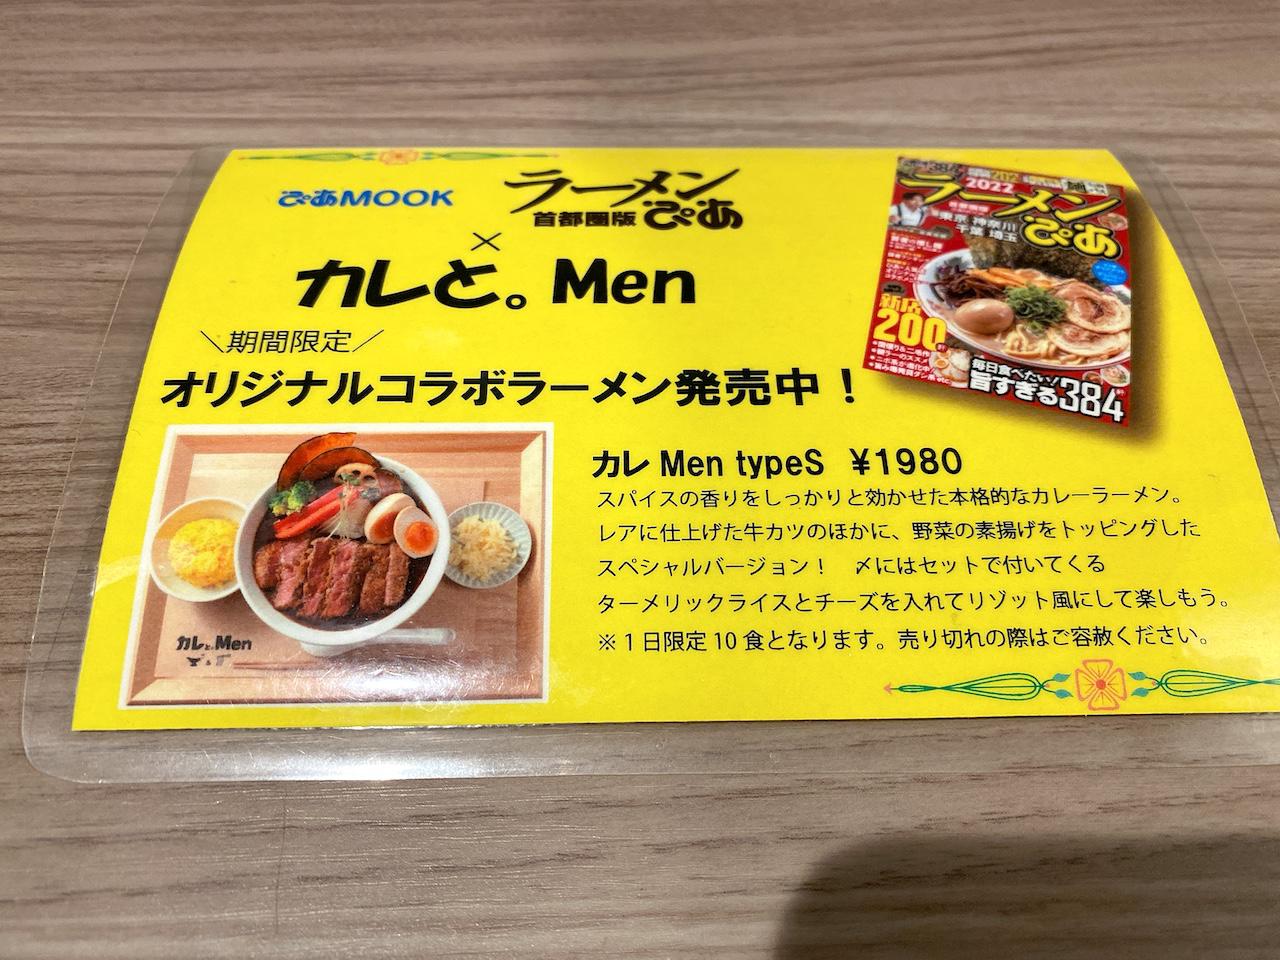 ぴあMOOK
ラーメンぴあ
首都圏版
×
カレと。Men
＼期間限定／
オリジナルコラボラーメン発売中！
カレ Men typeS ¥1980
スパイスの香りをしっかりと効かせた本格的なカレーラーメン。
レアに仕上げた牛カツのほかに、野菜の素揚げをトッピングした
スペシャルバージョン！ 〆にはセットで付いてくる
ターメリックライスとチーズを入れてリゾット風にして楽しもう。
※１日限定 10 食となります。売り切れの際はご容赦ください。
2022
ラーメンぴあ
東京 神奈川
千葉 埼玉
新店
200
毎日食べたい！
旨すぎる384
カレと。Men